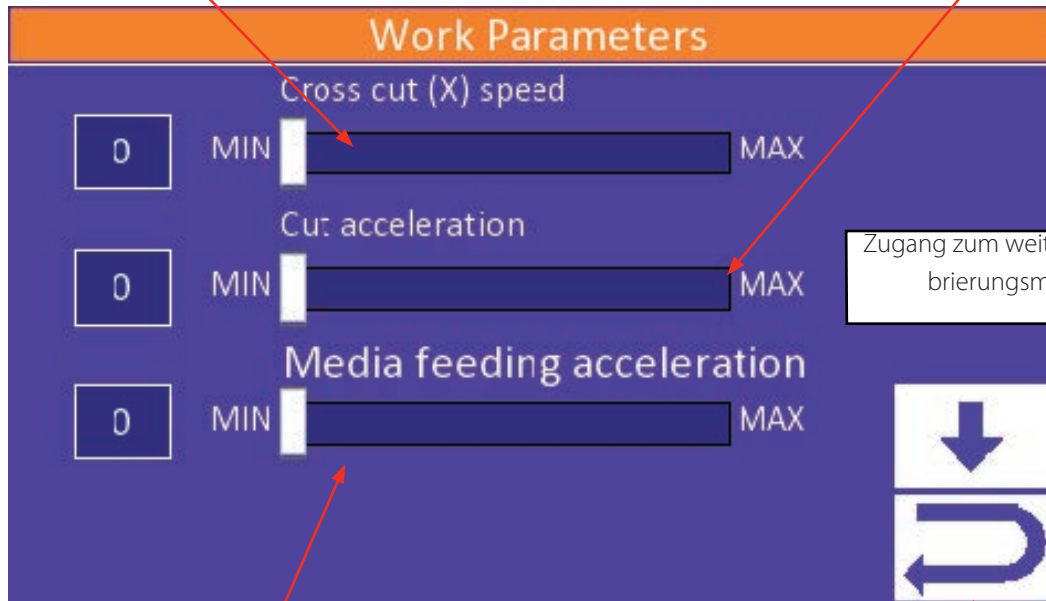 Work Parameters
Cross cut (X) speed
0 MIN MAX
Cut acceleration
0 MIN MAX
Zugang zum
brierungsm
Media feeding acceleration
0 MIN MAX